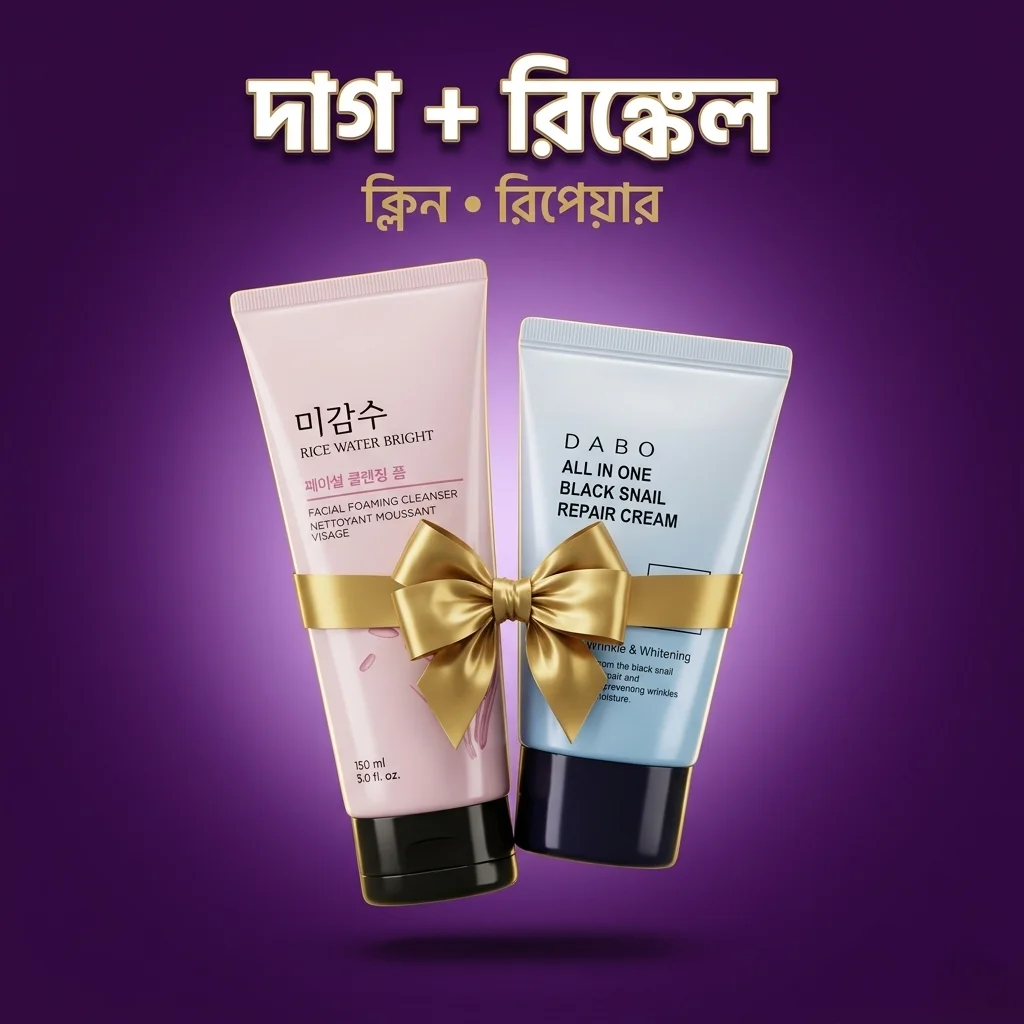 দাগ + রিঙ্কেল
ক্লিন • রিপেয়ার
미감수
RICE WATER BRIGHT
페이셜 클렌징 폼
FACIAL FOAMING CLEANSER
NETTOYANT MOUSSANT
VISAGE
150 ml
5.0 fl. oz.
DABO
ALL IN ONE
BLACK SNAIL
REPAIR CREAM
Wrinkle & Whitening
from the black snail
pair and
prevenong wrinkles
moisture.